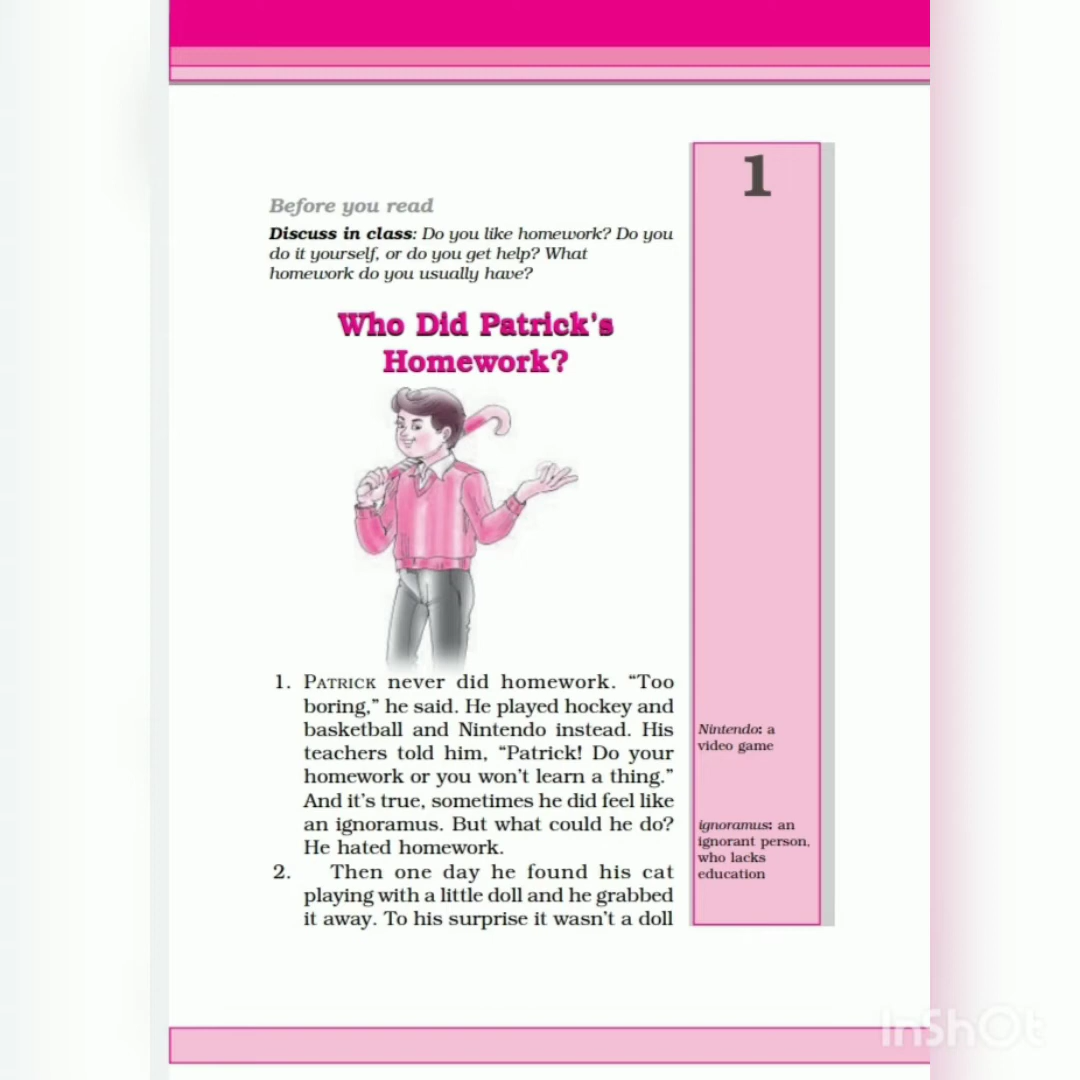 1
Before you read
Discuss in class: Do you like homework? Do you
do it yourself, or do you get help? What
homework do you usually have?
Who Did Patrick's
Homework?
1. PATRICK never did homework. “Too
boring,” he said. He played hockey and
basketball and Nintendo instead. His
teachers told him, “Patrick! Do your
homework or you won't learn a thing.”
And it's true, sometimes he did feel like
an ignoramus. But what could he do?
He hated homework.
2. Then one day he found his cat
playing with a little doll and he grabbed
it away. To his surprise it wasn't a doll
Nintendo: a
video game
ignoramus: an
ignorant person,
who lacks
education
InShOt